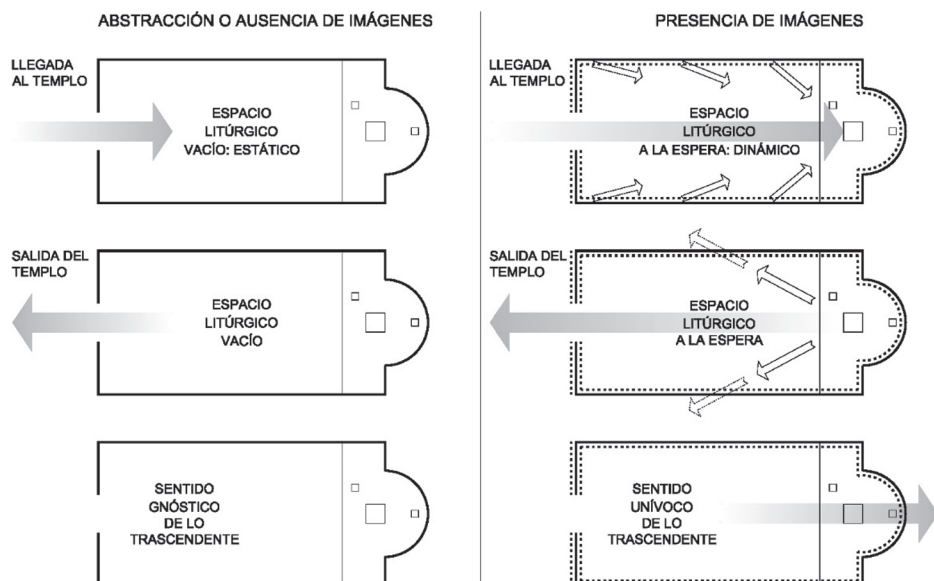 ABSTRACCIÓN O AUSENCIA DE IMÁGENES
LLEGADA
AL TEMPLO
ESPACIO
LITÚRGICO
VACÍO: ESTÁTICO
SALIDA DEL
TEMPLO
ESPACIO
LITÚRGICO
VACÍO
SENTIDO
GNÓSTICO
DE LO
TRASCENDENTE
PRESENCIA DE IMÁGENES
LLEGADA
AL TEMPLO
ESPACIO
LITÚRGICO
A LA ESPERA: DINÁMICO
SALIDA DEL
TEMPLO
ESPACIO
LITÚRGICO
A LA ESPERA
SENTIDO
UNÍVOCO
DE LO
TRASCENDENTE